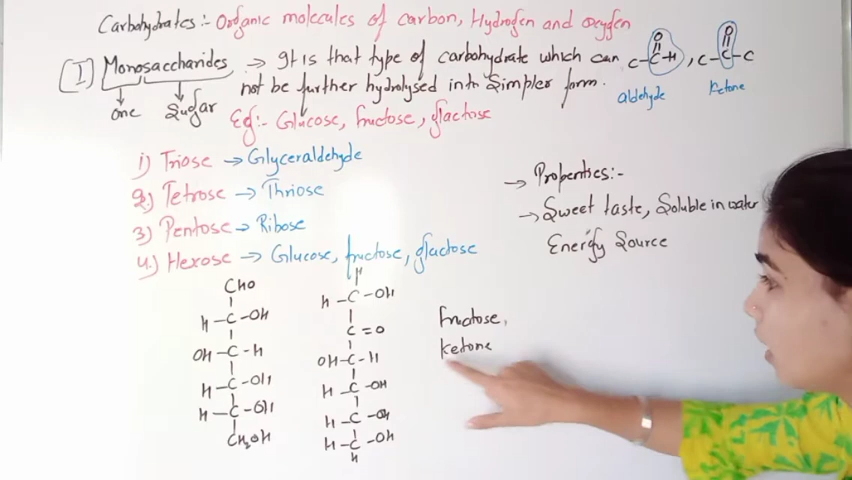 Carbohydrates :- Organic molecules of carbon, Hydrogen and Oxygen
(I) Monosaccharides → It is that type of carbohydrate which can
not be further hydrolysed into Simpler form.
One Sugar
Eg:- Glucose, fructose, glactose
O
C-C-H, C-C-C
O
aldehyde ketone
i) Triose → Glyceraldehyde
2) Tetrose → Thriose
3) Pentose → Ribose
4.) Hexose → Glucose, fructose, glactose
→ Properties:-
→ Sweet taste, Soluble in water
Energy Source
CHO
H-C-OH
OH-C-H
H-C-OH
H-C-OH
CH2OH
H
H-C-OH
C=O
OH-C-H
H-C-OH
H-C-OH
H-C-OH
H
fructose,
ketone